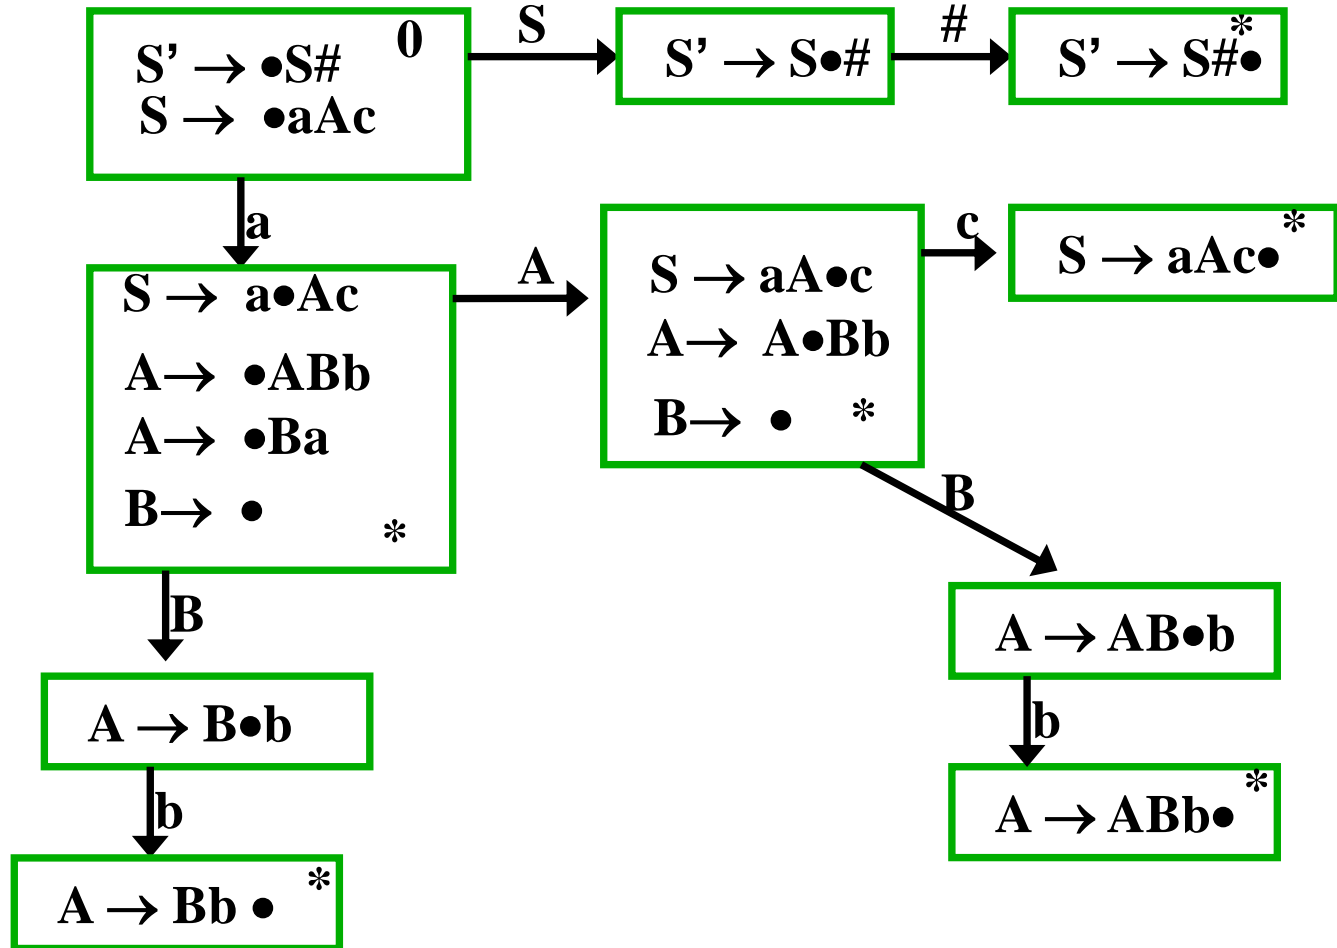 S’ → •S#
0
S → •aAc
S
S’ → S•#
#
S’ → S#•
*
a
S → a•Ac
A→ •ABb
A→ •Ba
B→ •
*
A
S → aA•c
A→ A•Bb
B→ •
*
c
S → aAc•
*
B
A → AB•b
b
A → ABb•
*
B
A → B•b
b
A → Bb •
*